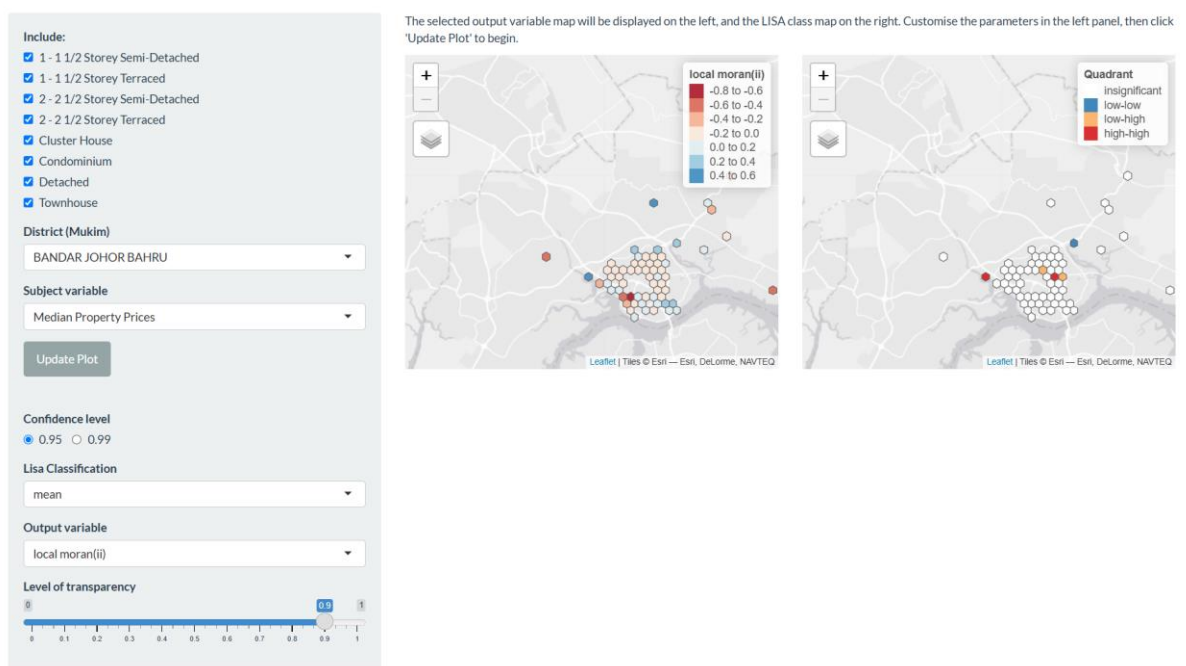 The selected output variable map will be displayed on the left, and the LISA class map on the right. Customise the parameters in the left panel, then click
'Update Plot' to begin.
Include:
1 - 1 1/2 Storey Semi-Detached
1 - 1 1/2 Storey Terraced
2 - 2 1/2 Storey Semi-Detached
2 - 2 1/2 Storey Terraced
Cluster House
Condominium
Detached
Townhouse
District (Mukim)
BANDAR JOHOR BAHRU
Subject variable
Median Property Prices
Update Plot
Confidence level
0.95 0.99
Lisa Classification
mean
Output variable
local moran(ii)
Level of transparency
0 0.9 1
0 0.1 0.2 0.3 0.4 0.5 0.6 0.7 0.8 0.9 1
+
−
local moran(ii)
-0.8 to -0.6
-0.6 to -0.4
-0.4 to -0.2
-0.2 to 0.0
0.0 to 0.2
0.2 to 0.4
0.4 to 0.6
Leaflet | Tiles © Esri — Esri, DeLorme, NAVTEQ
+
−
Quadrant
insignificant
low-low
low-high
high-high
Leaflet | Tiles © Esri — Esri, DeLorme, NAVTEQ